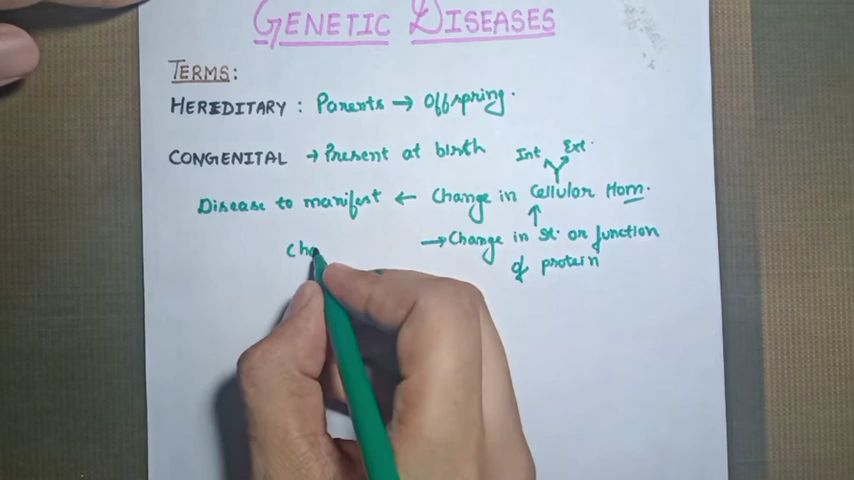 GENETIC DISEASES
TERMS:
HEREDITARY : Parents → Offspring.
CONGENITAL → Present at birth
Int Ext.
Disease to manifest ← Change in Cellular Hom.
→ Change in St. or function
of protein
Cha